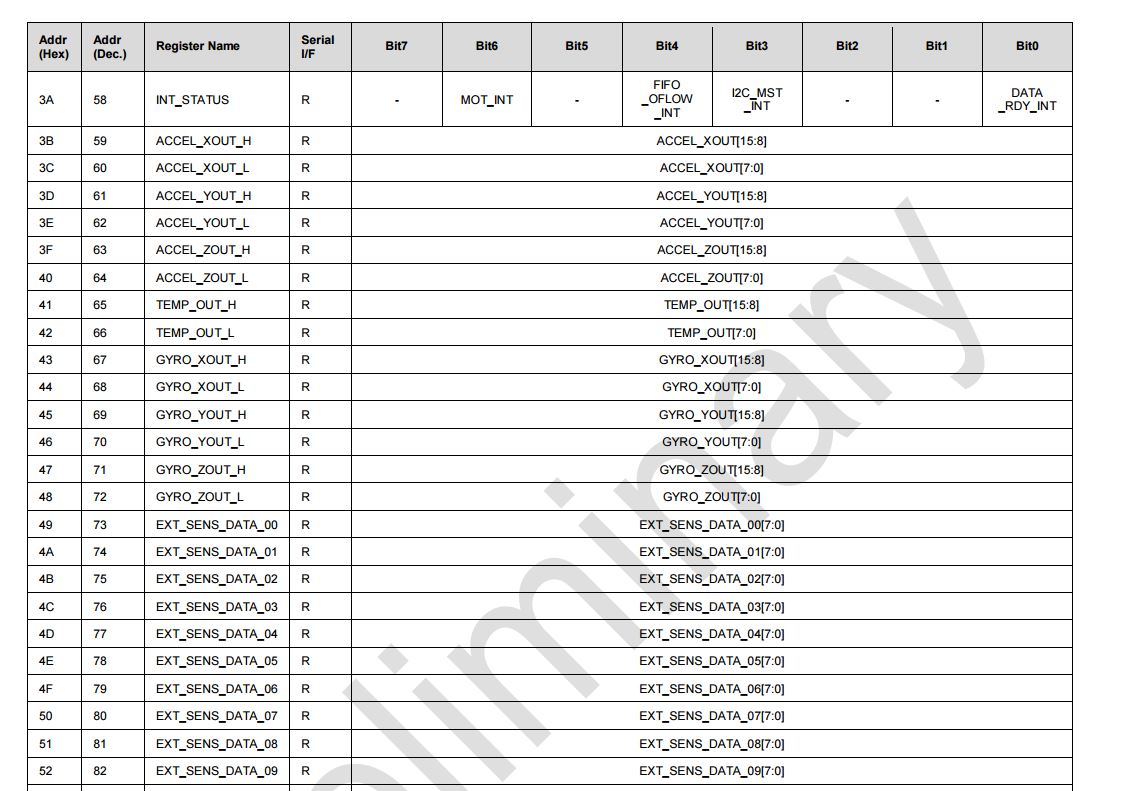 Addr (Hex) Addr (Dec.) Register Name Serial I/F Bit7 Bit6 Bit5 Bit4 Bit3 Bit2 Bit1 Bit0
3A 58 INT_STATUS R - MOT_INT - FIFO _OFLOW _INT I2C_MST _INT - - DATA _RDY_INT
3B 59 ACCEL_XOUT_H R ACCEL_XOUT[15:8]
3C 60 ACCEL_XOUT_L R ACCEL_XOUT[7:0]
3D 61 ACCEL_YOUT_H R ACCEL_YOUT[15:8]
3E 62 ACCEL_YOUT_L R ACCEL_YOUT[7:0]
3F 63 ACCEL_ZOUT_H R ACCEL_ZOUT[15:8]
40 64 ACCEL_ZOUT_L R ACCEL_ZOUT[7:0]
41 65 TEMP_OUT_H R TEMP_OUT[15:8]
42 66 TEMP_OUT_L R TEMP_OUT[7:0]
43 67 GYRO_XOUT_H R GYRO_XOUT[15:8]
44 68 GYRO_XOUT_L R GYRO_XOUT[7:0]
45 69 GYRO_YOUT_H R GYRO_YOUT[15:8]
46 70 GYRO_YOUT_L R GYRO_YOUT[7:0]
47 71 GYRO_ZOUT_H R GYRO_ZOUT[15:8]
48 72 GYRO_ZOUT_L R GYRO_ZOUT[7:0]
49 73 EXT_SENS_DATA_00 R EXT_SENS_DATA_00[7:0]
4A 74 EXT_SENS_DATA_01 R EXT_SENS_DATA_01[7:0]
4B 75 EXT_SENS_DATA_02 R EXT_SENS_DATA_02[7:0]
4C 76 EXT_SENS_DATA_03 R EXT_SENS_DATA_03[7:0]
4D 77 EXT_SENS_DATA_04 R EXT_SENS_DATA_04[7:0]
4E 78 EXT_SENS_DATA_05 R EXT_SENS_DATA_05[7:0]
4F 79 EXT_SENS_DATA_06 R EXT_SENS_DATA_06[7:0]
50 80 EXT_SENS_DATA_07 R EXT_SENS_DATA_07[7:0]
51 81 EXT_SENS_DATA_08 R EXT_SENS_DATA_08[7:0]
52 82 EXT_SENS_DATA_09 R EXT_SENS_DATA_09[7:0]
liminary